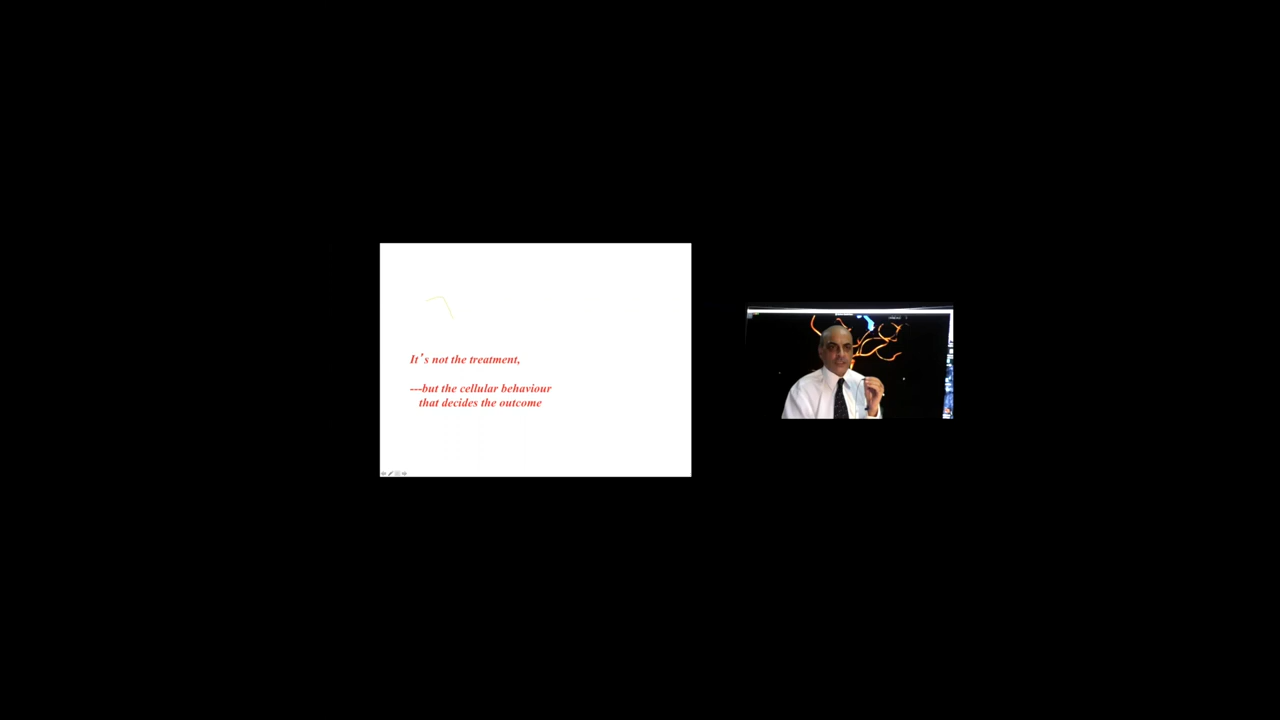 It's not the treatment,
---but the cellular behaviour
that decides the outcome